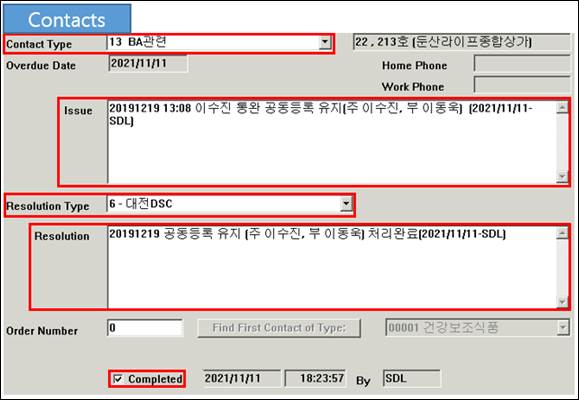 Contacts
Contact Type 13 BA관련 22 , 213호 (둔산라이프종합상가)
Overdue Date 2021/11/11 Home Phone
Work Phone
Issue 20191219 13:08 이수진 통완 공동등록 유지(주 이수진, 부 이동욱) (2021/11/11-
SDL)
Resolution Type 6 - 대전DSC
Resolution 20191219 공동등록 유지 (주 이수진, 부 이동욱) 처리완료(2021/11/11-SDL)
Order Number 0 Find First Contact of Type: 00001 건강보조식품
Completed 2021/11/11 18:23:57 By SDL